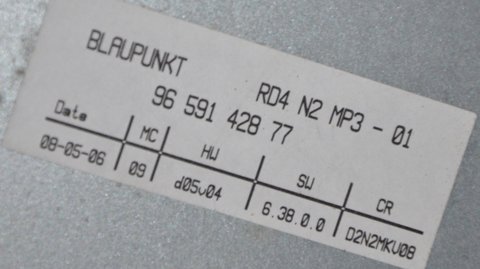 BLAUPUNKT RD4 N2 MP3 - 01
96 591 428 77
Date MC HW SW CR
08-05-06 09 d05v04 6.38.0.0 D2N2MKU08